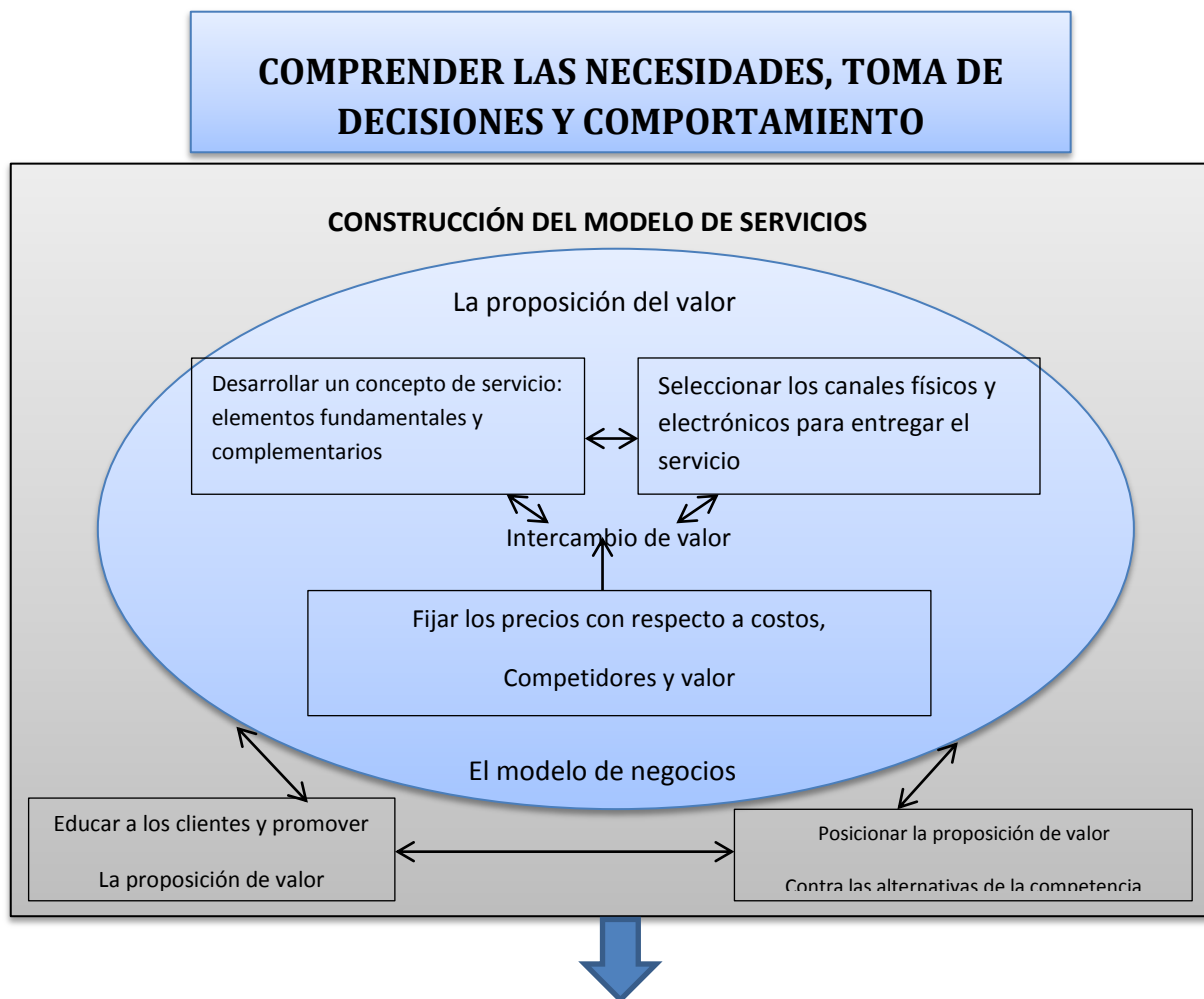 COMPRENDER LAS NECESIDADES, TOMA DE
DECISIONES Y COMPORTAMIENTO
CONSTRUCCIÓN DEL MODELO DE SERVICIOS
La proposición del valor
Desarrollar un concepto de servicio:
elementos fundamentales y
complementarios
Seleccionar los canales físicos y
electrónicos para entregar el
servicio
Intercambio de valor
Fijar los precios con respecto a costos,
Competidores y valor
El modelo de negocios
Educar a los clientes y promover
La proposición de valor
Posicionar la proposición de valor
Contra las alternativas de la competencia